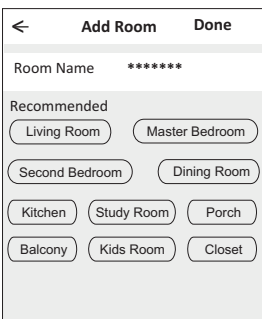 ← Add Room Done
Room Name *******
Recommended
Living Room Master Bedroom
Second Bedroom Dining Room
Kitchen Study Room Porch
Balcony Kids Room Closet